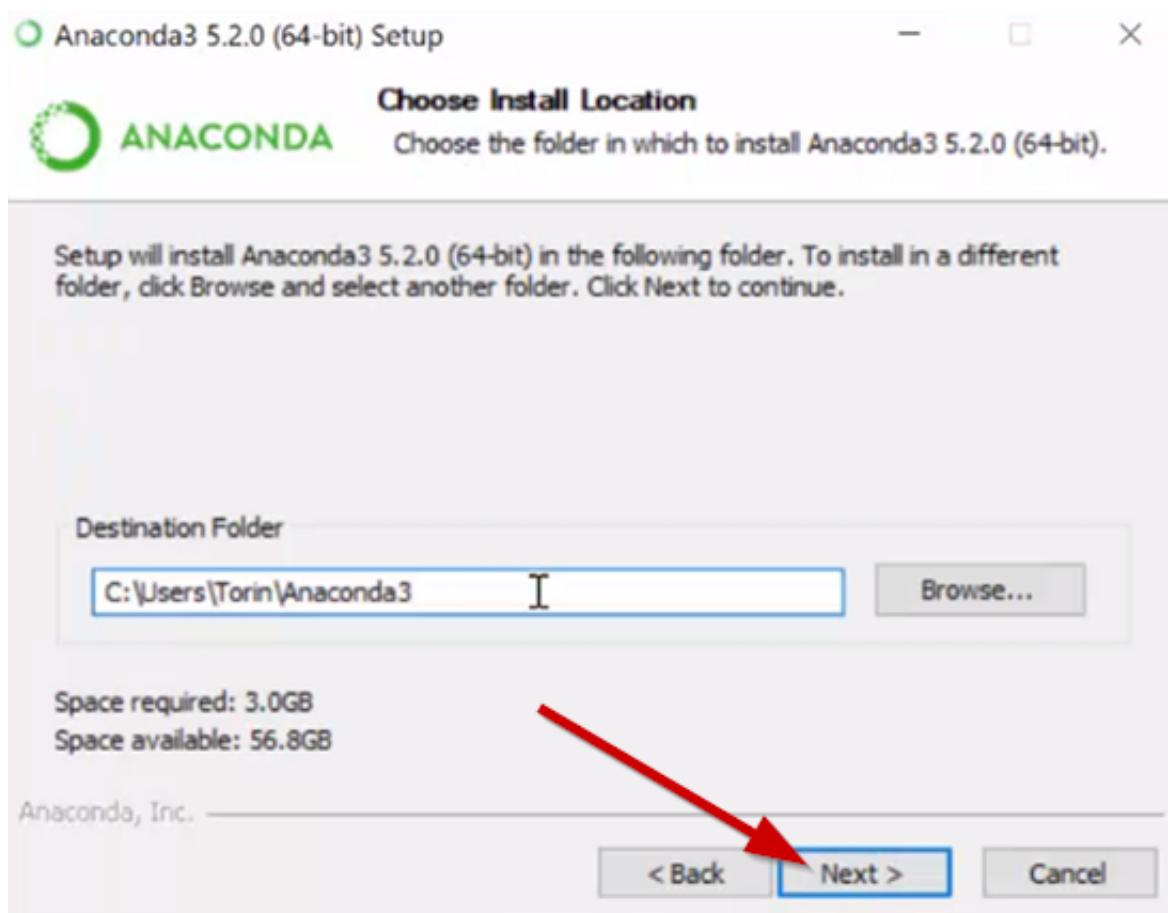 Anaconda3 5.2.0 (64-bit) Setup
ANACONDA
Choose Install Location
Choose the folder in which to install Anaconda3 5.2.0 (64-bit).
Setup will install Anaconda3 5.2.0 (64-bit) in the following folder. To install in a different
folder, click Browse and select another folder. Click Next to continue.
Destination Folder
C:\Users\Torin\Anaconda3
Browse...
Space required: 3.0GB
Space available: 56.8GB
Anaconda, Inc.
< Back
Next >
Cancel